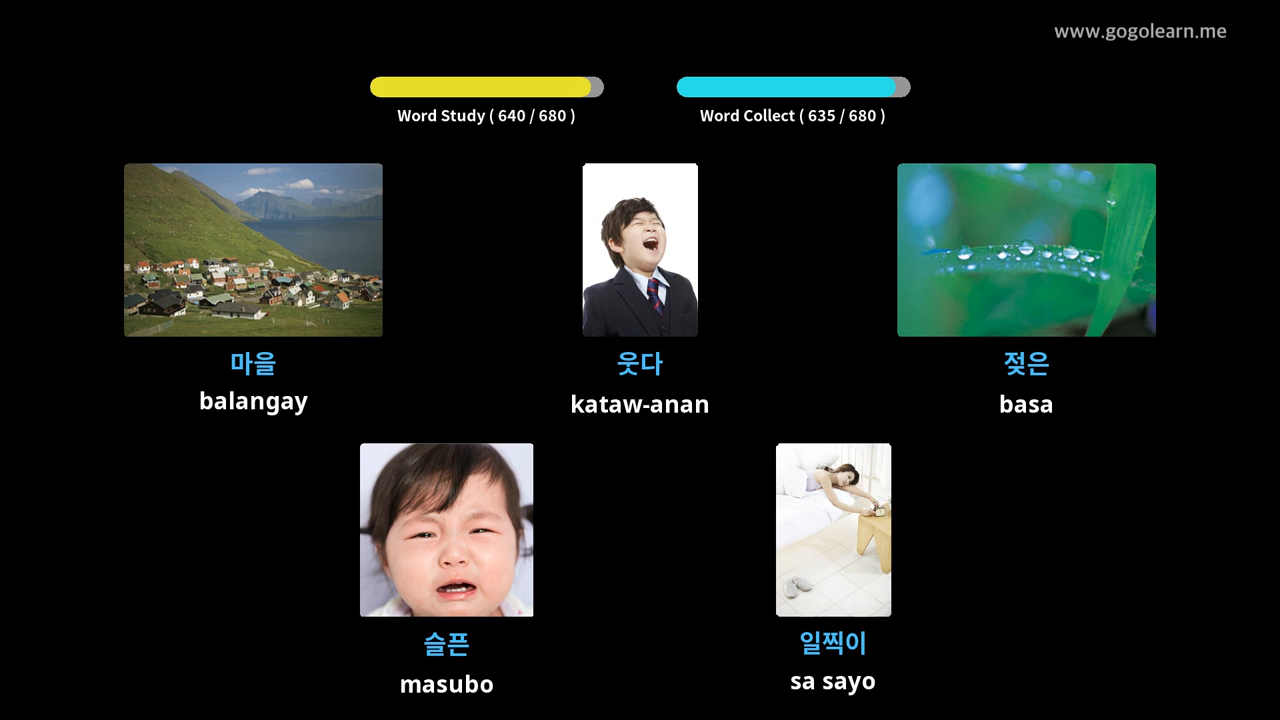 www.gogolearn.me
Word Study ( 640 / 680 )
Word Collect ( 635 / 680 )
마을
balangay
웃다
kataw-anan
젖은
basa
슬픈
masubo
일찍이
sa sayo